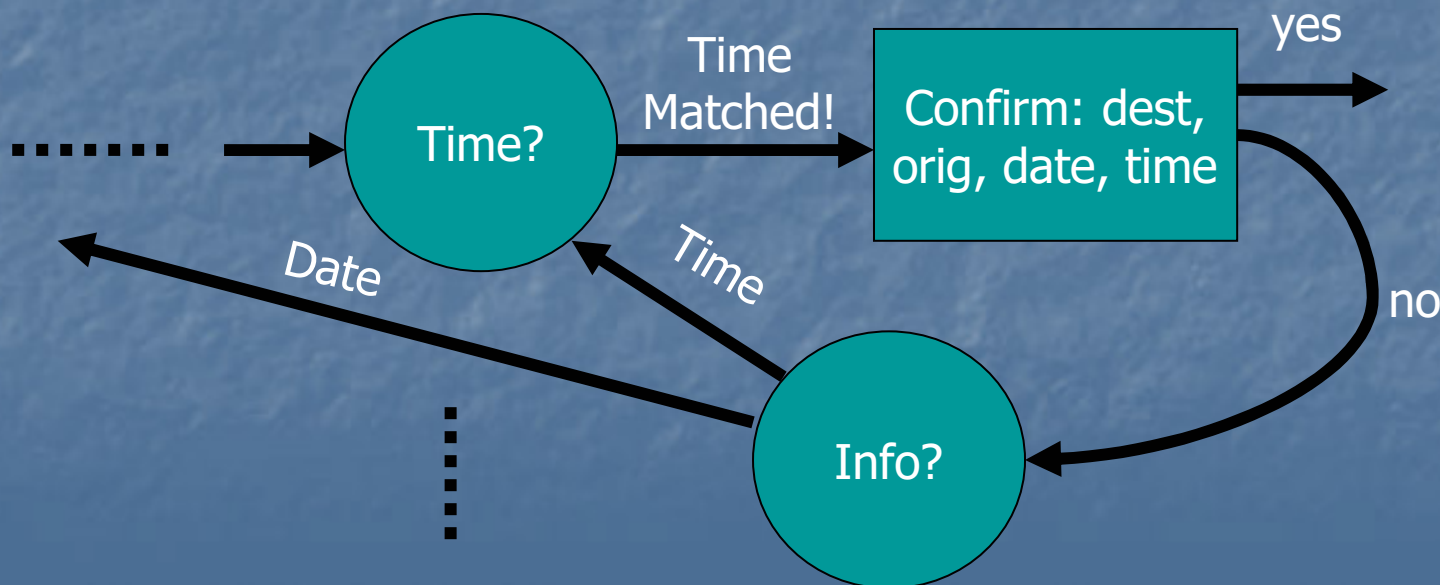 yes
Time
Matched!
Time?
Confirm: dest,
orig, date, time
Date
Time
no
Info?